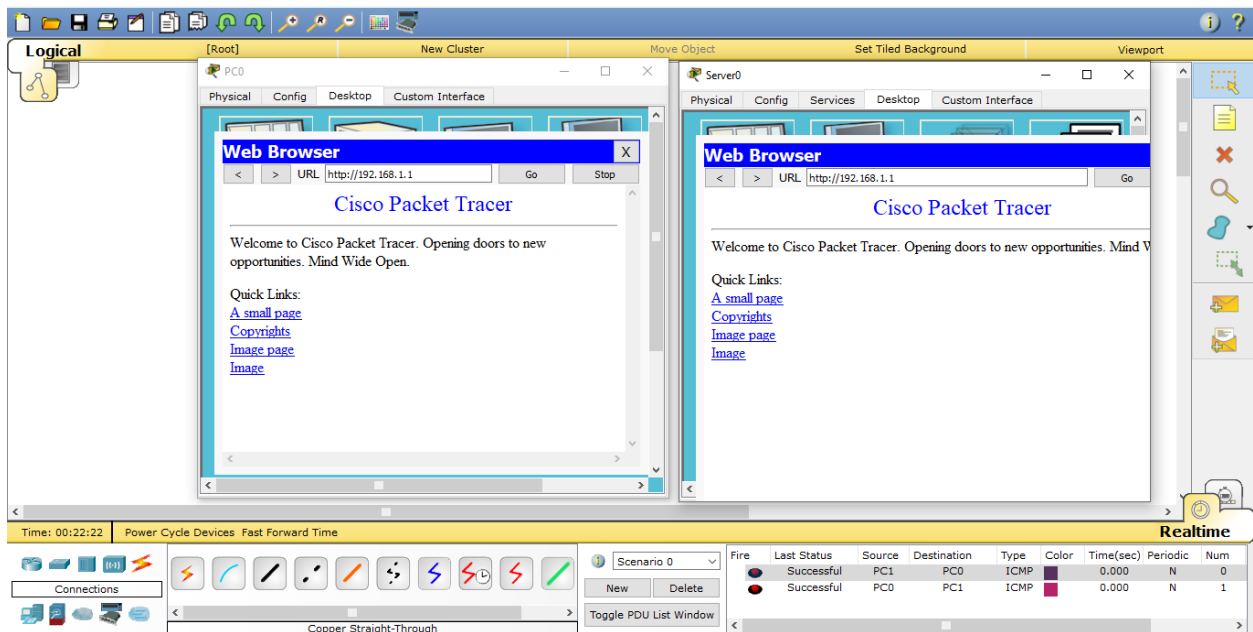 Logical
[Root]
New Cluster
Move Object
Set Tiled Background
Viewport
PC0
Physical Config Desktop Custom Interface
Web Browser
X
< > URL http://192.168.1.1 Go Stop
Cisco Packet Tracer
Welcome to Cisco Packet Tracer. Opening doors to new
opportunities. Mind Wide Open.
Quick Links:
A small page
Copyrights
Image page
Image
Server0
Physical Config Services Desktop Custom Interface
Web Browser
< > URL http://192.168.1.1 Go
Cisco Packet Tracer
Welcome to Cisco Packet Tracer. Opening doors to new opportunities. Mind W
Quick Links:
A small page
Copyrights
Image page
Image
Time: 00:22:22 Power Cycle Devices Fast Forward Time
Realtime
Connections
Copper Straight-Through
Scenario 0
New Delete
Toggle PDU List Window
Fire Last Status Source Destination Type Color Time(sec) Periodic Num
Successful PC1 PC0 ICMP 0.000 N 0
Successful PC0 PC1 ICMP 0.000 N 1